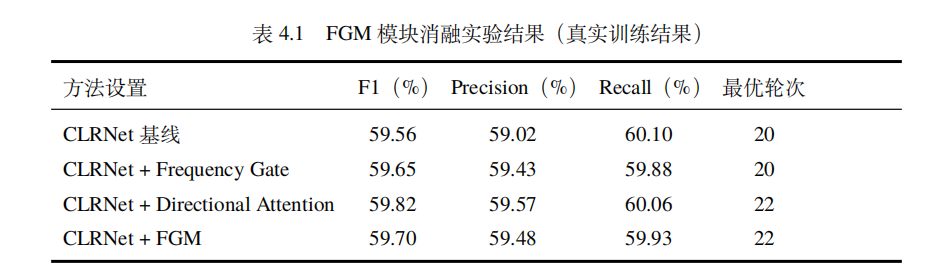 表 4.1 FGM 模块消融实验结果（真实训练结果）
方法设置 F1（%） Precision（%） Recall（%） 最优轮次
CLRNet 基线 59.56 59.02 60.10 20
CLRNet + Frequency Gate 59.65 59.43 59.88 20
CLRNet + Directional Attention 59.82 59.57 60.06 22
CLRNet + FGM 59.70 59.48 59.93 22